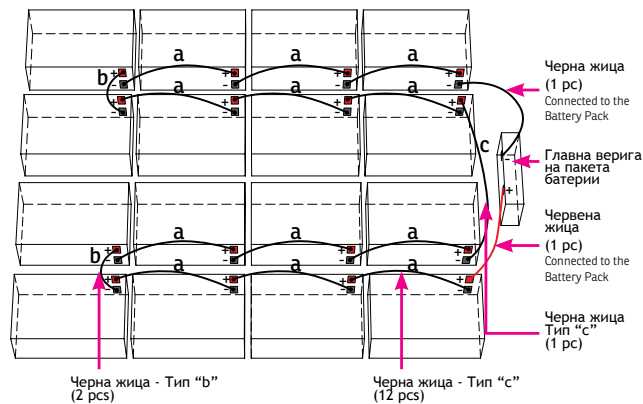 a a a
+ + + +
b
- - - -
+ a + a + a +
- - - -
c
Черна жица
(1 pc)
Connected to the
Battery Pack
-
+
Главна верига
на пакета
батерии
Червена
жица
(1 pc)
Connected to the
Battery Pack
a a a
+ + + +
b
- - - -
+ a + a + a +
- - - -
Черна жица
Тип “c”
(1 pc)
Черна жица - Тип “b”
(2 pcs)
Черна жица - Тип “c”
(12 pcs)